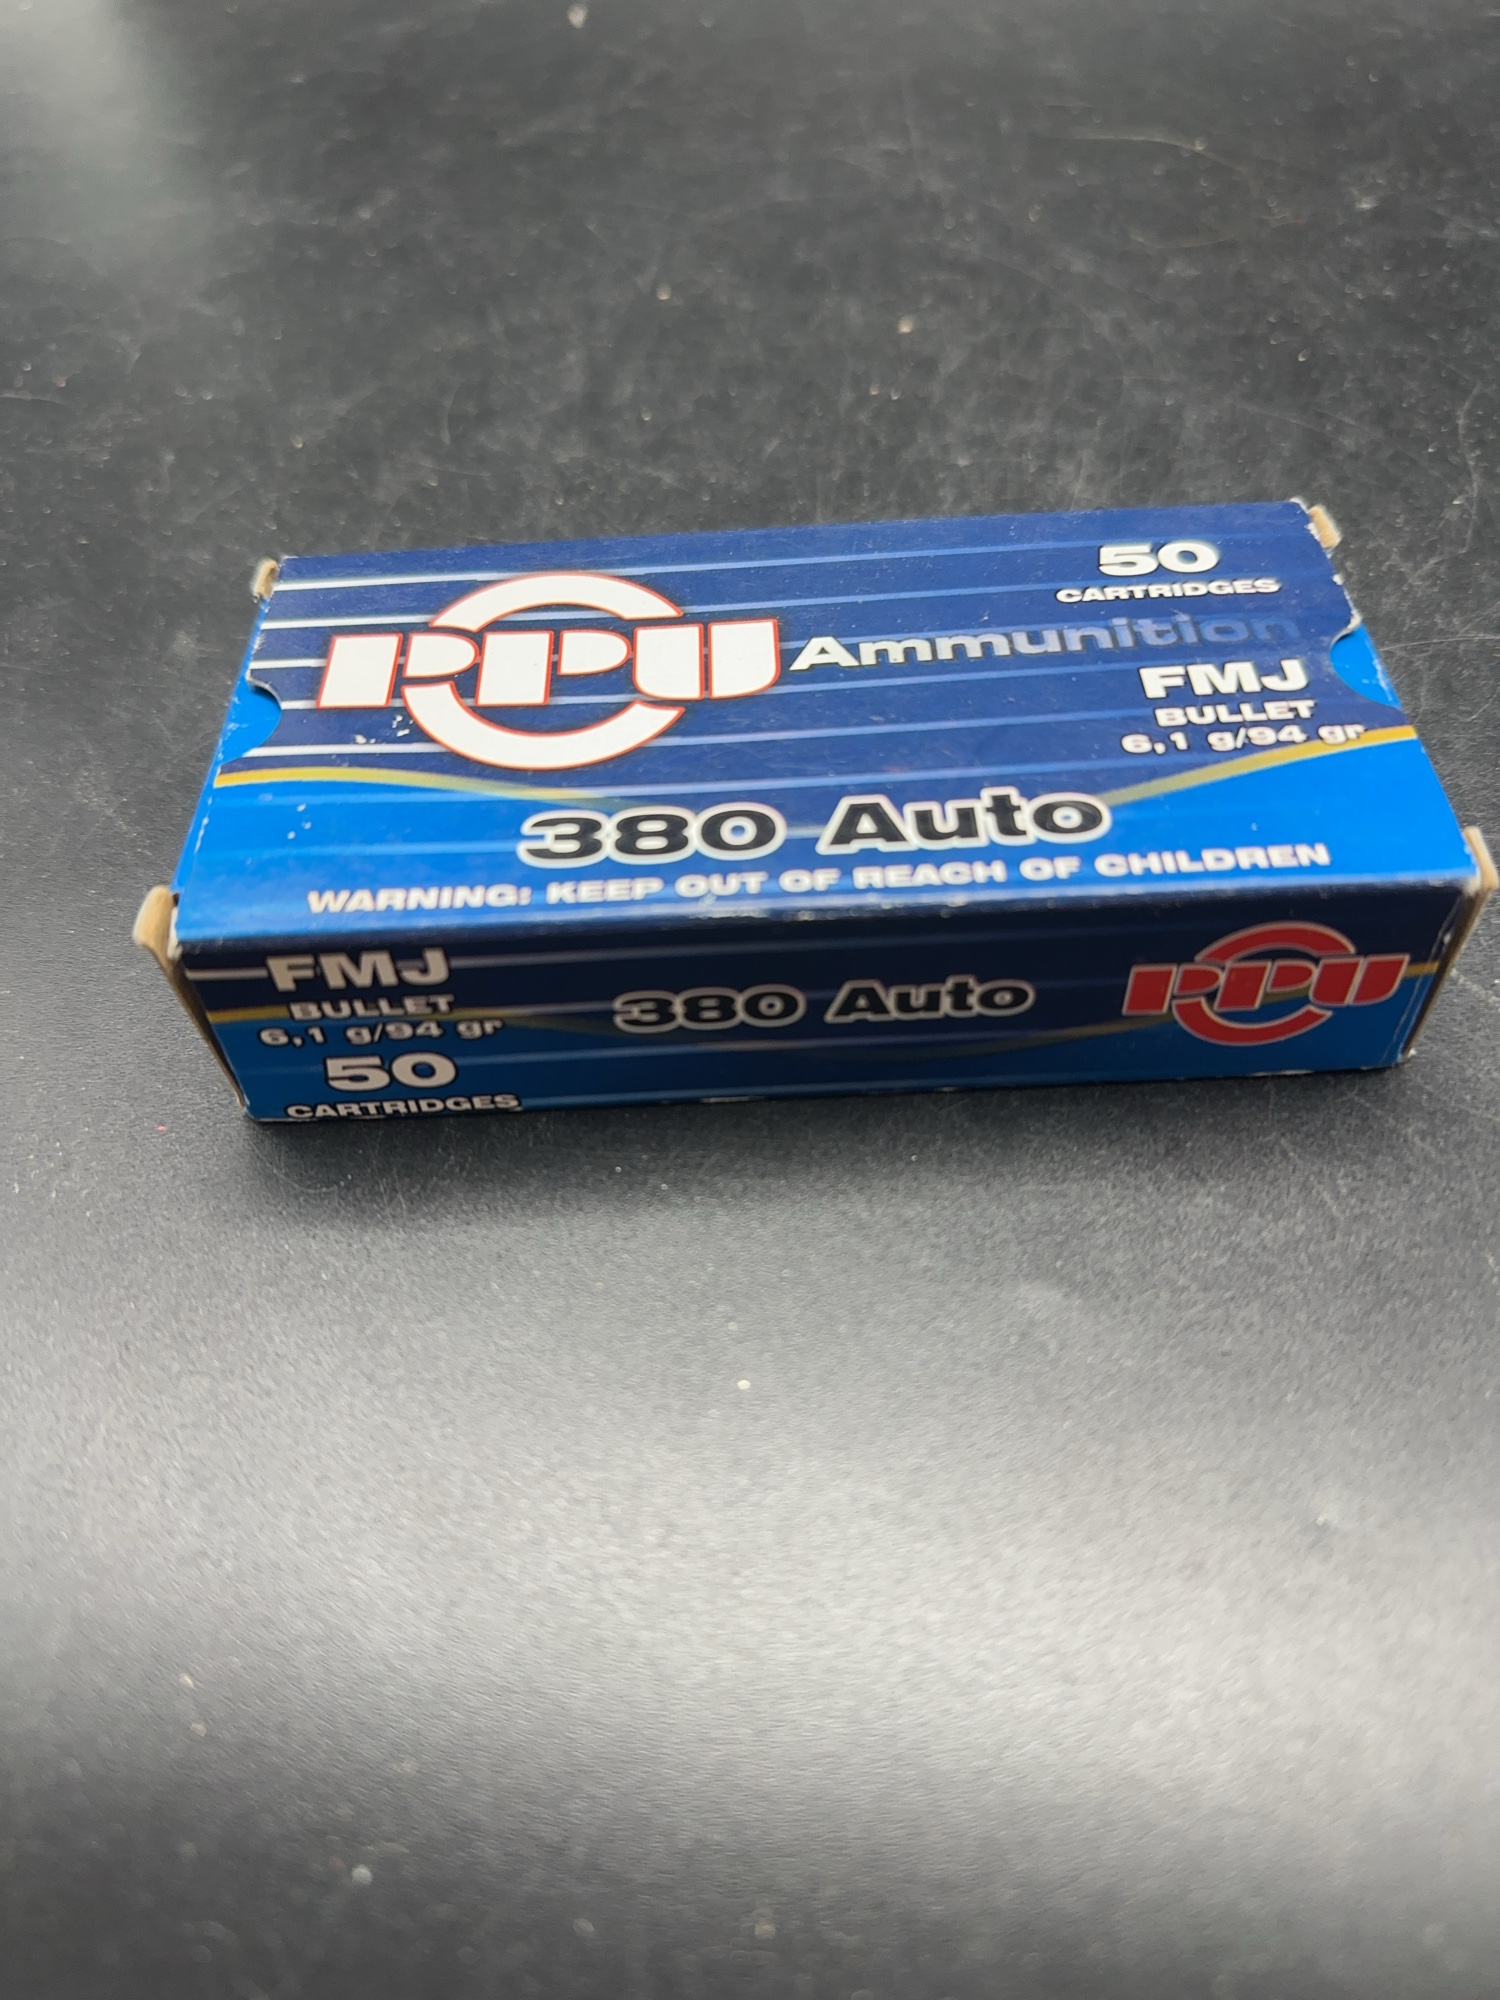 50
CARTRIDGES
PPU Ammunition
FMJ
BULLET
6,1 g/94 gr
380 Auto
WARNING: KEEP OUT OF REACH OF CHILDREN
FMJ
BULLET
6,1 g/94 gr
50
CARTRIDGES
380 Auto
PPU